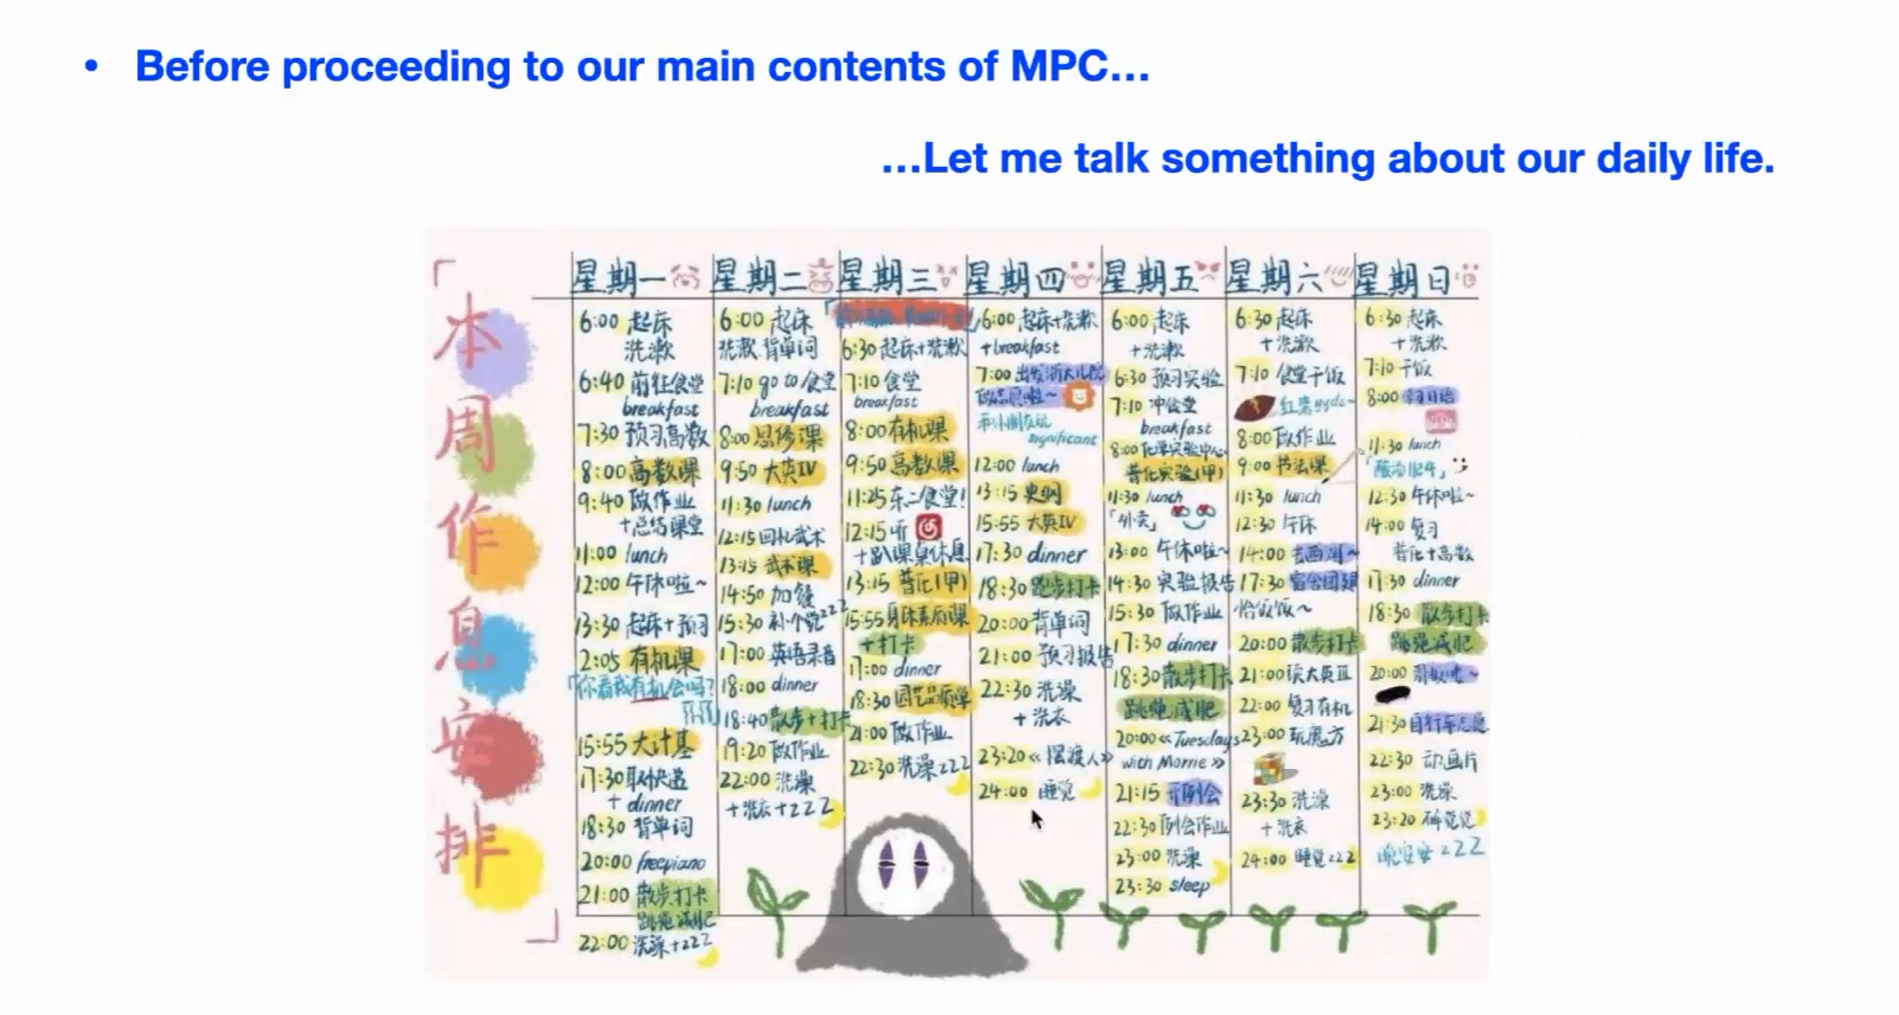 • Before proceeding to our main contents of MPC...
...Let me talk something about our daily life.
「本周作息安排」
星期一
6:00 起床
洗漱
6:40 前往食堂
breakfast
7:30 预习高数
8:00 高数课
9:40 做作业
+总结课堂
11:00 lunch
12:00 午休啦~
13:30 起床+预习
2:05 有机课
「你看我有机会吗?
15:55 大计基
17:30 取快递
+ dinner
18:30 背单词
20:00 freepiano
21:00 散步打卡
跳绳减肥
22:00 洗澡+zzz
星期二
6:00 起床
洗漱 背单词
7:10 go to 食堂
breakfast
8:00 思修课
9:50 大英IV
11:30 lunch
12:15 回忆武术
13:15 武术课
14:50 加餐
15:30 补个觉zzz
17:00 英语录音
18:00 dinner
18:40 散步+打卡
19:20 做作业
22:00 洗澡
+洗衣+zzz
星期三
6:30 起床+洗漱
7:10 食堂
breakfast
8:00 有机课
9:50 高数课
11:25 东二食堂!
12:15 听
+趴课桌休息
13:15 普化(甲)
15:55 身体素质课
+打卡
17:00 dinner
18:30 园艺品质学
21:00 做作业
22:30 洗澡zzz
星期四
6:00 起床+洗漱
+breakfast
7:00 出发浙大儿院
做志愿啦~
和小朋友玩
significant
12:00 lunch
13:15 史纲
15:55 大英IV
17:30 dinner
18:30 跑步打卡
20:00 背单词
21:00 预习报告
22:30 洗澡
+洗衣
23:20 《摆渡人》
24:00 睡觉
星期五
6:00 起床
+洗漱
6:30 预习实验
7:10 冲食堂
breakfast
8:00 化学实验中心
普化实验(甲)
11:30 lunch
「外卖」
13:00 午休啦~
14:30 实验报告
15:30 做作业
17:30 dinner
18:30 散步打卡
跳绳减肥
20:00 《Tuesdays
with Morrie》
21:15 开例会
22:30 例会作业
23:00 洗澡
23:30 sleep
星期六
6:30 起床
+洗漱
7:10 食堂干饭
红薯yyds~
8:00 做作业
9:00 书法课
11:30 lunch
12:30 午休
14:00 去西湖~
17:30
恰饭饭~
20:00 散步打卡
21:00 读大英III
22:00 复习有机
23:00 玩魔方
23:30 洗澡
+洗衣
24:00 睡觉zzz
星期日
6:30 起床
+洗漱
7:10 干饭
8:00 学习日语
11:30 lunch
12:30 午休啦~
14:00 复习
普化+高数
17:30 dinner
18:30 散步打卡
跳绳减肥
20:00
21:30 自行车志愿
22:30 动画片
23:00 洗澡
23:20 碎觉觉
晚安安zzz